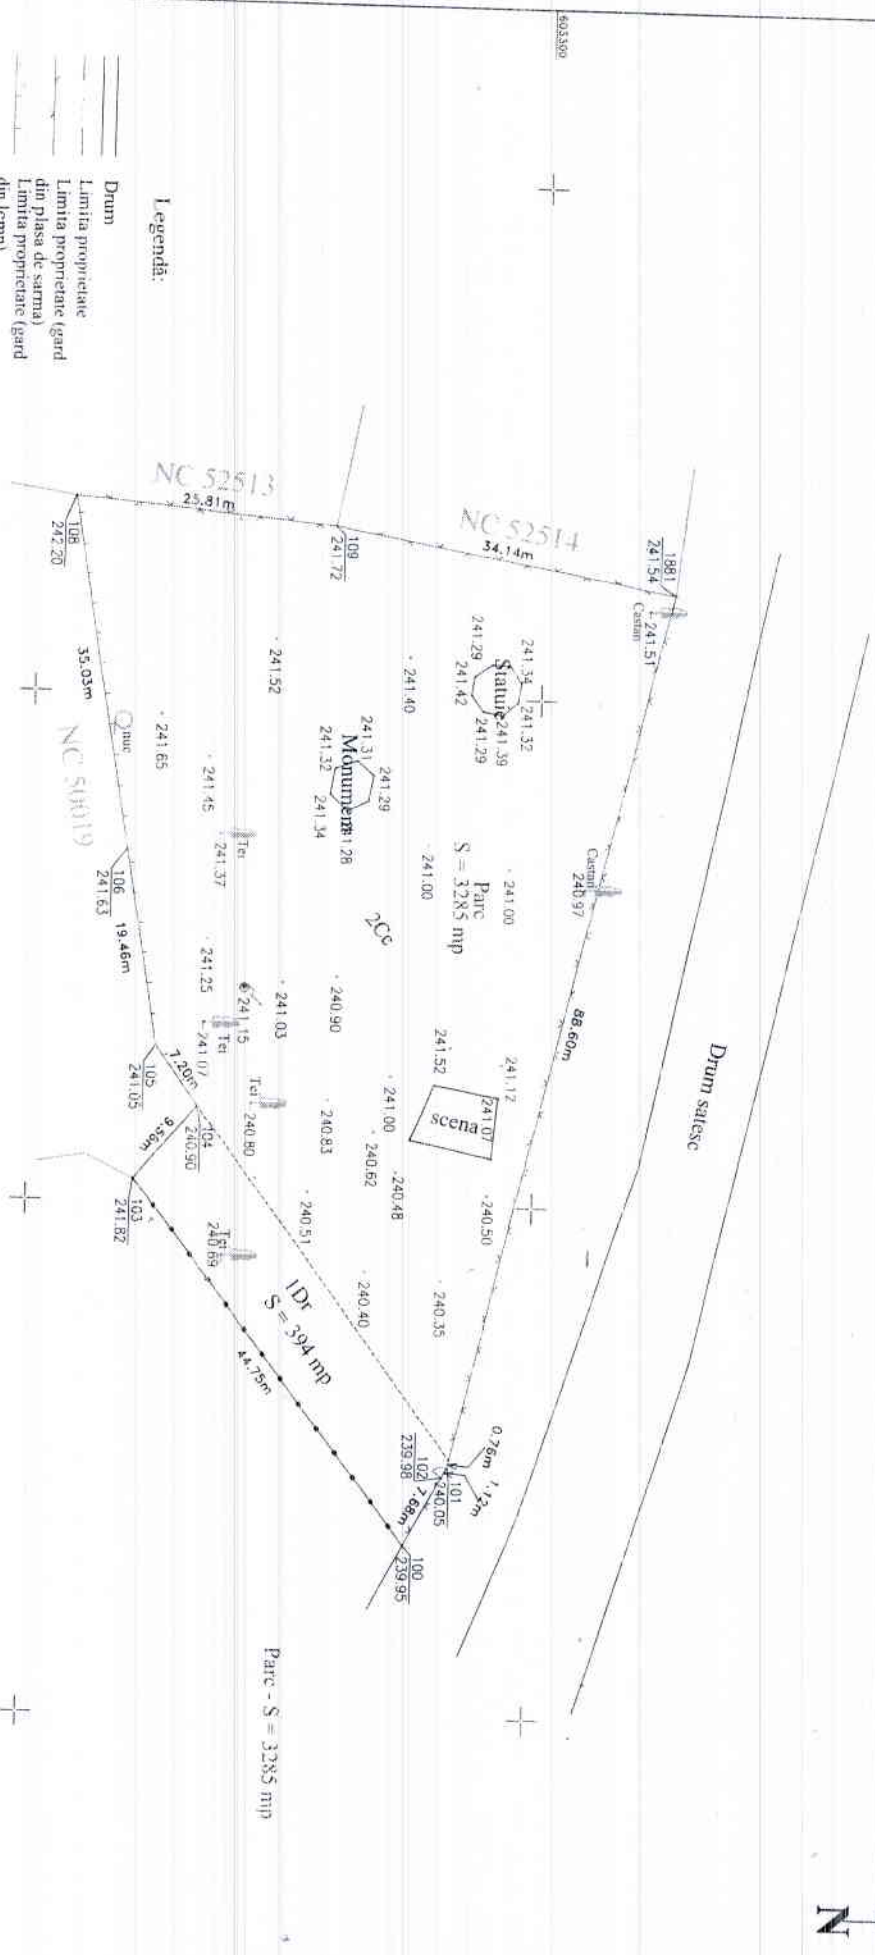 603300
N
Legendă:
Drum
Limita proprietate
Limita proprietate (gard
din plasa de sarma)
Limita proprietate (gard
din lemn)
Drum satesc
NC 52514
34.14m
NC 52513
25.81m
1881
241.54
Castan
241.51
109
241.72
108
242.20
241.34
241.29
Statuie
241.32
241.39
241.42
241.29
241.40
241.52
241.31
241.29
Monument
241.32
241.28
241.34
Castan
240.97
88.60m
241.00
Parc
S = 3285 mp
241.00
2Cc
35.03m
nuc
NC 50019
241.65
241.45
Tei
241.37
106
241.63
19.46m
241.25
241.15
241.03
240.90
Tei
241.07
7.20m
105
241.05
241.52
241.12
241.07
scena
241.00
240.83
Tei
240.80
240.62
240.48
240.50
104
240.90
9.56m
103
241.82
Tei
240.69
240.51
1Dr
S = 394 mp
240.40
240.35
44.75m
0.76m
1.12m
101
240.05
102
239.98
7.68m
100
239.95
Parc - S = 3285 mp